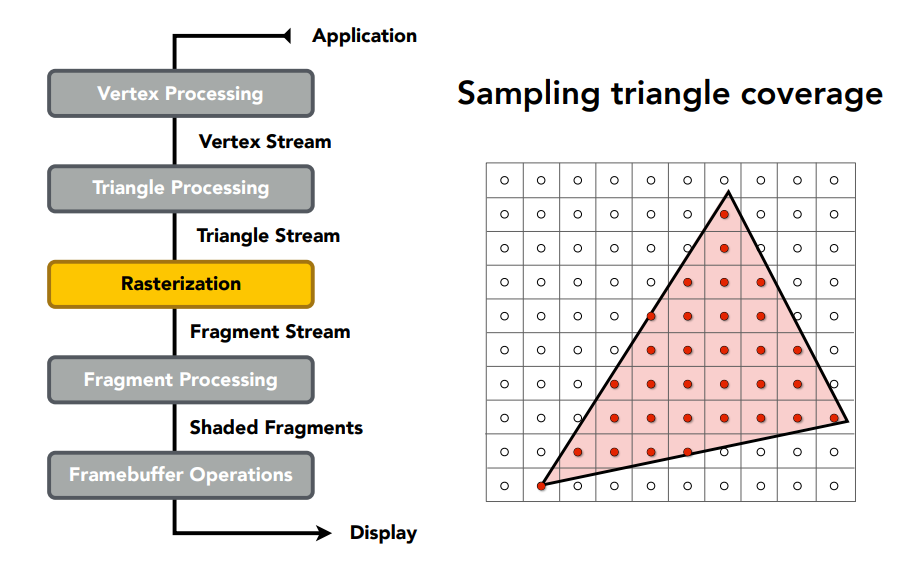 Application
Vertex Processing
Vertex Stream
Triangle Processing
Triangle Stream
Rasterization
Fragment Stream
Fragment Processing
Shaded Fragments
Framebuffer Operations
Display
Sampling triangle coverage